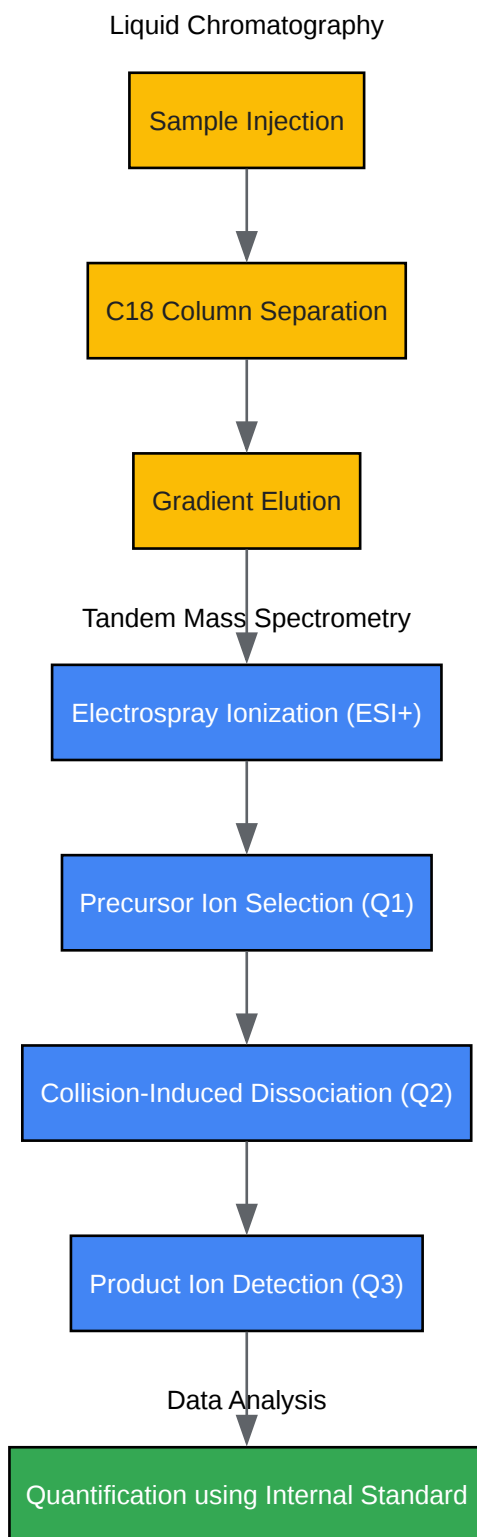 Liquid Chromatography
Sample Injection
C18 Column Separation
Gradient Elution
Tandem Mass Spectrometry
Electrospray Ionization (ESI+)
Precursor Ion Selection (Q1)
Collision-Induced Dissociation (Q2)
Product Ion Detection (Q3)
Data Analysis
Quantification using Internal Standard